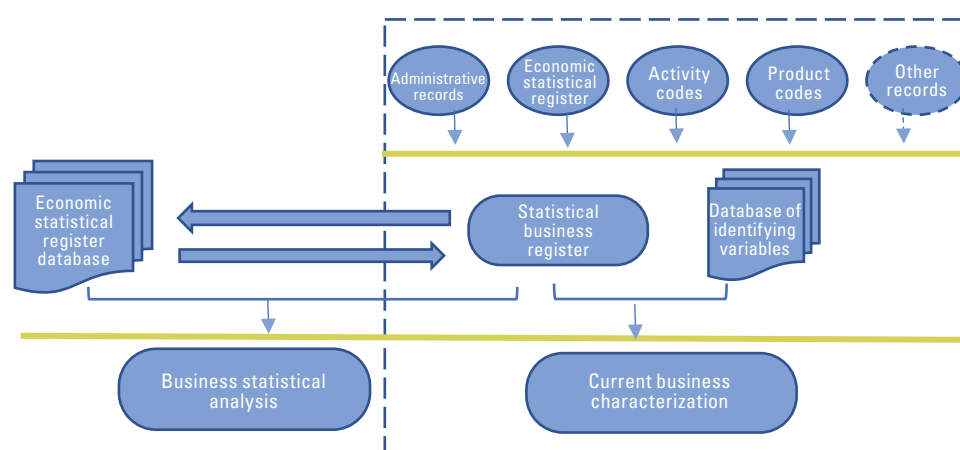 Administrative
records
Economic
statistical
register
Activity
codes
Product
codes
Other
records
Economic
statistical
register
database
Statistical
business
register
Database of
identifying
variables
Business statistical
analysis
Current business
characterization